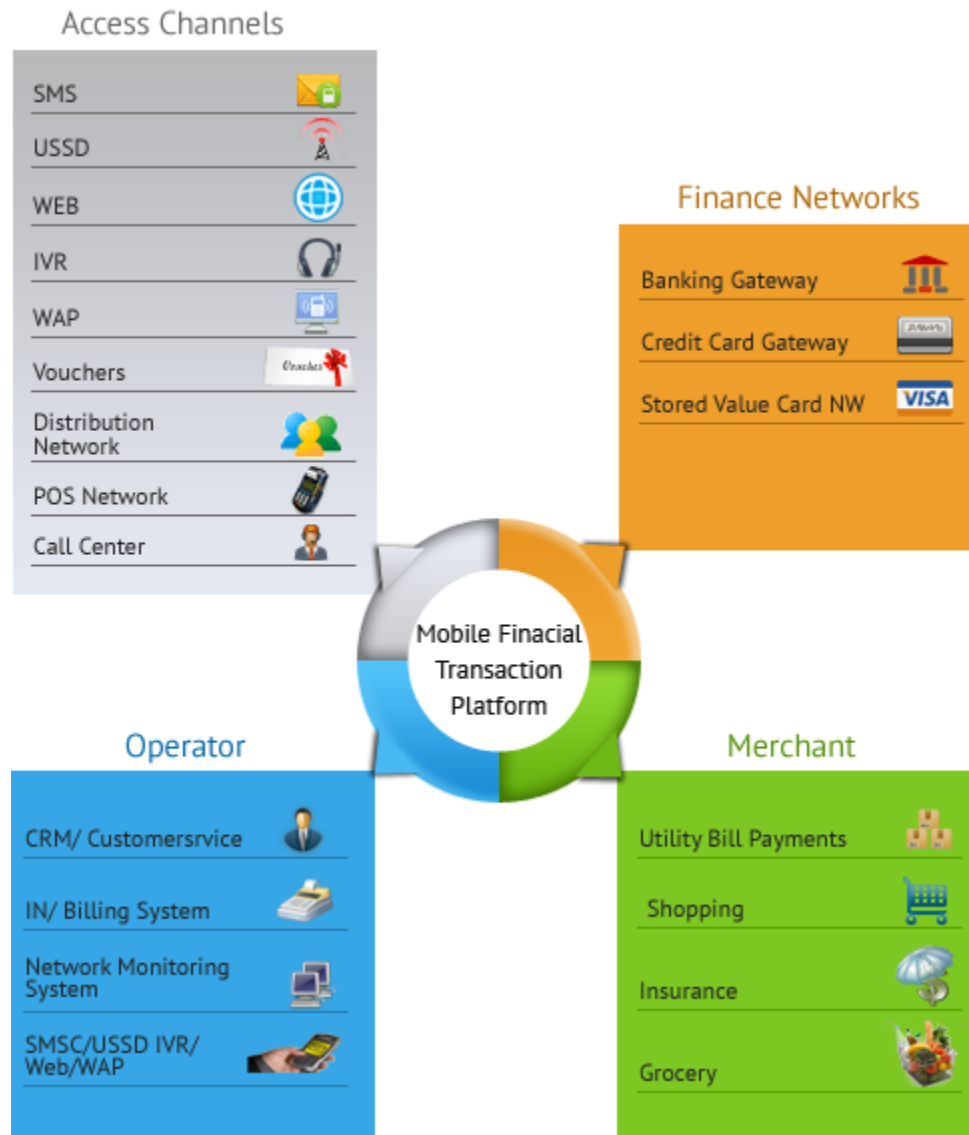 Access Channels
SMS
USSD
WEB
IVR
WAP
Vouchers
Voucher
Distribution
Network
POS Network
Call Center
Finance Networks
Banking Gateway
Credit Card Gateway
Stored Value Card NW
VISA
Mobile Finacial
Transaction
Platform
Operator
CRM/ Customersrvice
IN/ Billing System
Network Monitoring
System
SMSC/USSD IVR/
Web/WAP
Merchant
Utility Bill Payments
Shopping
Insurance
Grocery